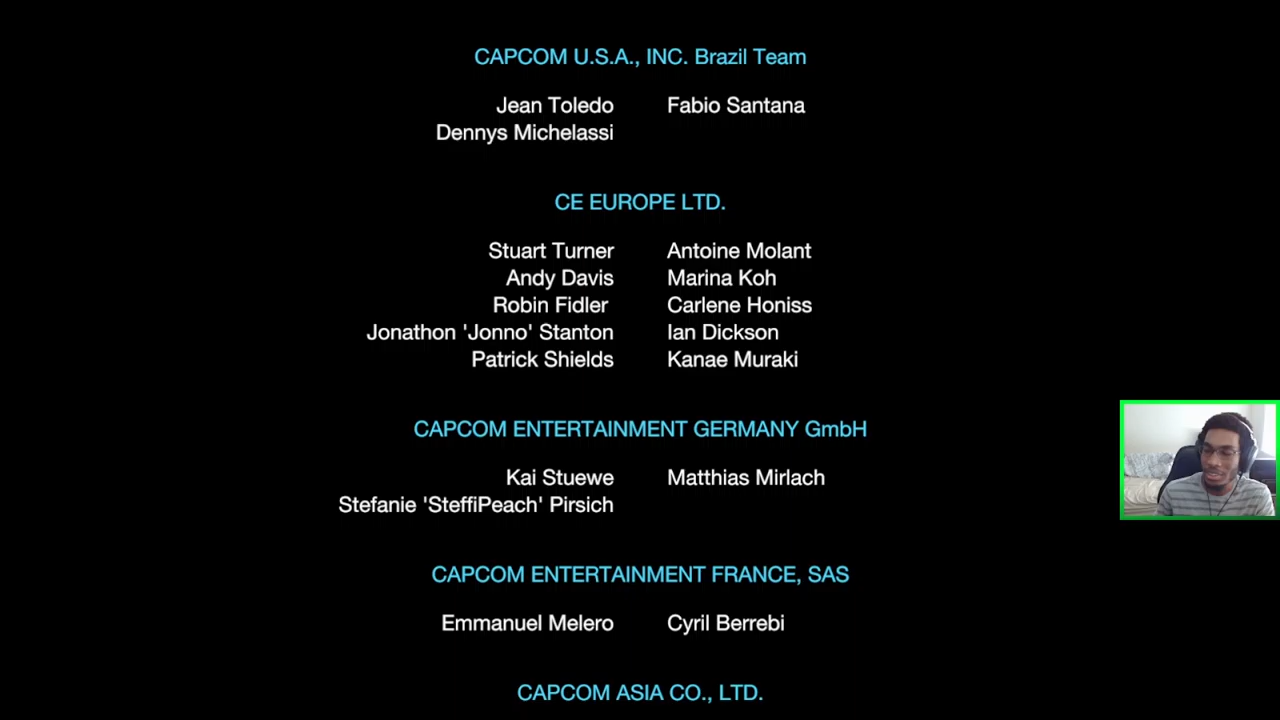 CAPCOM U.S.A., INC. Brazil Team
Jean Toledo Fabio Santana
Dennys Michelassi
CE EUROPE LTD.
Stuart Turner Antoine Molant
Andy Davis Marina Koh
Robin Fidler Carlene Honiss
Jonathon 'Jonno' Stanton Ian Dickson
Patrick Shields Kanae Muraki
CAPCOM ENTERTAINMENT GERMANY GmbH
Kai Stuewe Matthias Mirlach
Stefanie 'SteffiPeach' Pirsich
CAPCOM ENTERTAINMENT FRANCE, SAS
Emmanuel Melero Cyril Berrebi
CAPCOM ASIA CO., LTD.